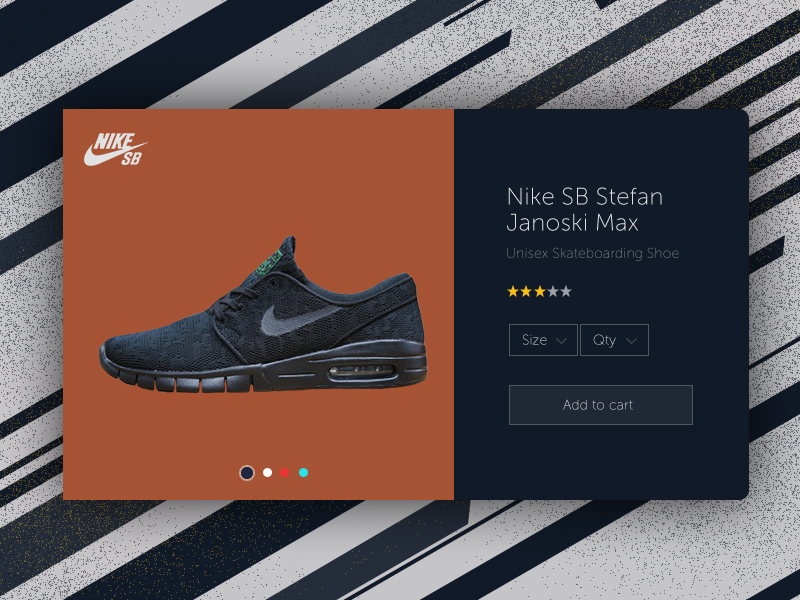 NIKE
SB
Nike SB Stefan
Janoski Max
Unisex Skateboarding Shoe
Size
Qty
Add to cart